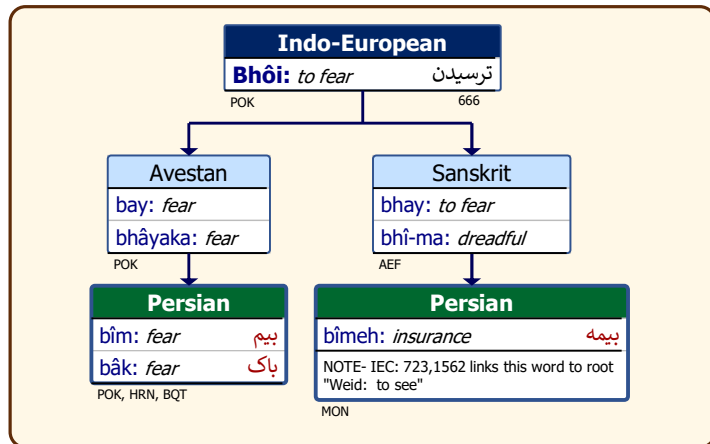 Indo-European
Bhôi: to fear ترسیدن
POK 666
Avestan
bay: fear
bhâyaka: fear
POK
Sanskrit
bhay: to fear
bhî-ma: dreadful
AEF
Persian
bîm: fear بیم
bâk: fear باک
POK, HRN, BQT
Persian
bîmeh: insurance بیمه
NOTE- IEC: 723,1562 links this word to root
"Weid: to see"
MON